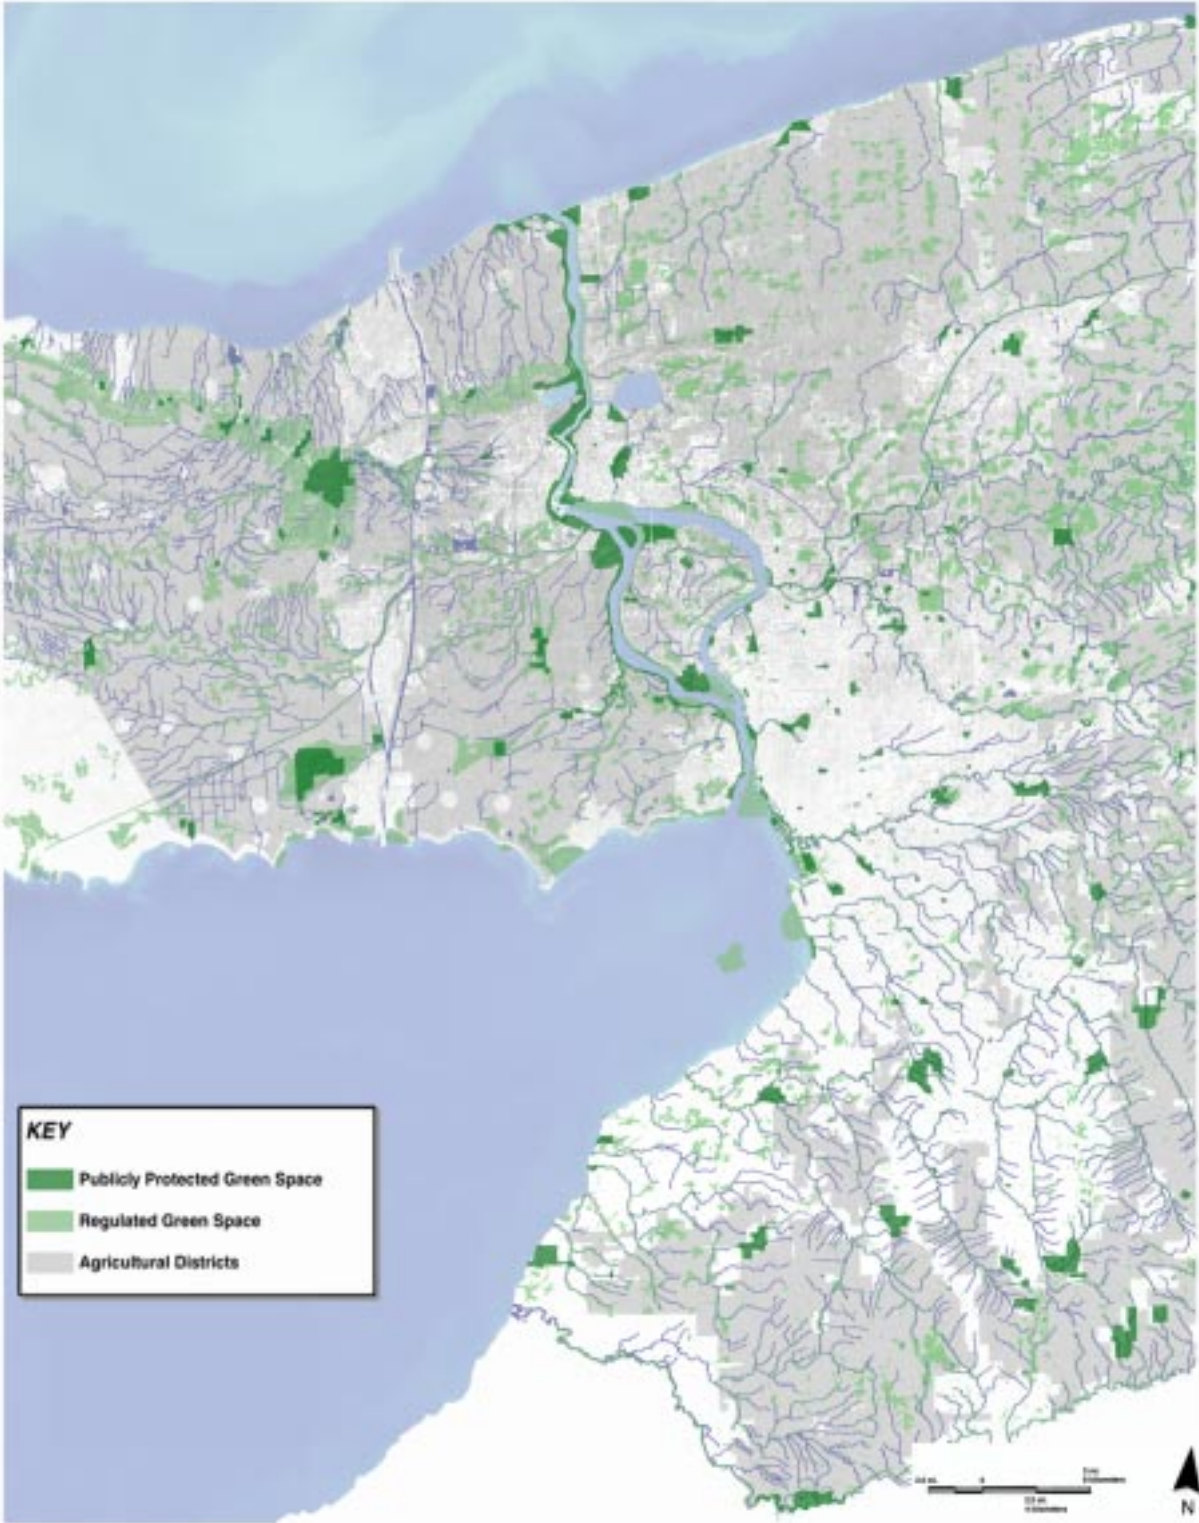 KEY
Publicly Protected Green Space
Regulated Green Space
Agricultural Districts
N